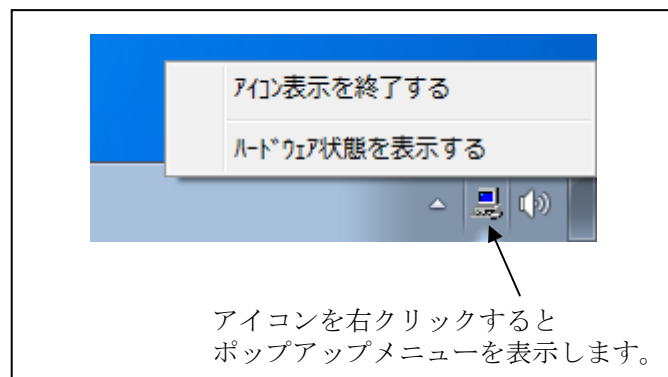 ｱｲｺﾝ表示を終了する
ﾊｰﾄﾞｳｪｱ状態を表示する
アイコンを右クリックすると
ポップアップメニューを表示します。